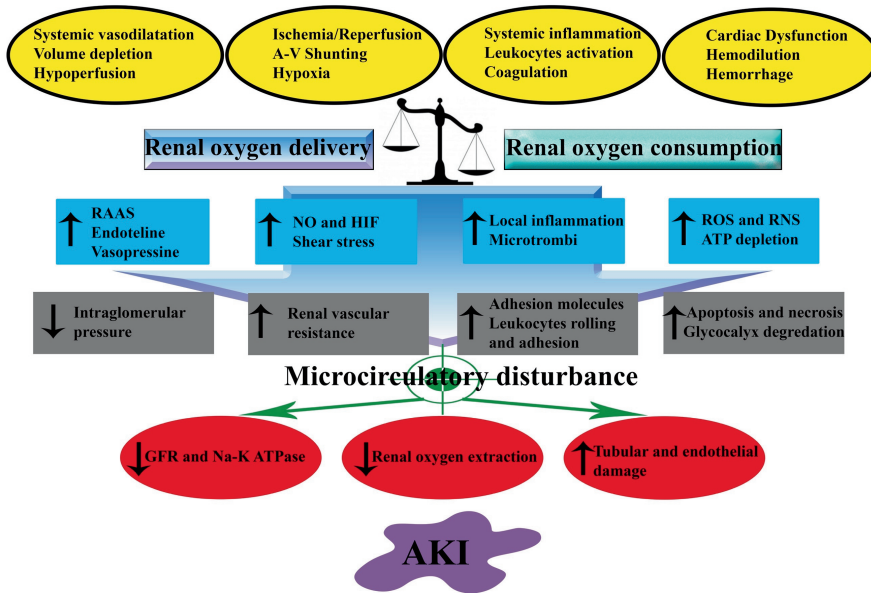 Systemic vasodilatation
Volume depletion
Hypoperfusion
Ischemia/Reperfusion
A-V Shunting
Hypoxia
Systemic inflammation
Leukocytes activation
Coagulation
Cardiac Dysfunction
Hemodilution
Hemorrhage
Renal oxygen delivery
Renal oxygen consumption
RAAS
Endoteline
Vasopressine
NO and HIF
Shear stress
Local inflammation
Microtrombi
ROS and RNS
ATP depletion
Intraglomerular
pressure
Renal vascular
resistance
Adhesion molecules
Leukocytes rolling
and adhesion
Apoptosis and necrosis
Glycocalyx degredation
Microcirculatory disturbance
GFR and Na-K ATPase
Renal oxygen extraction
Tubular and endothelial
damage
AKI